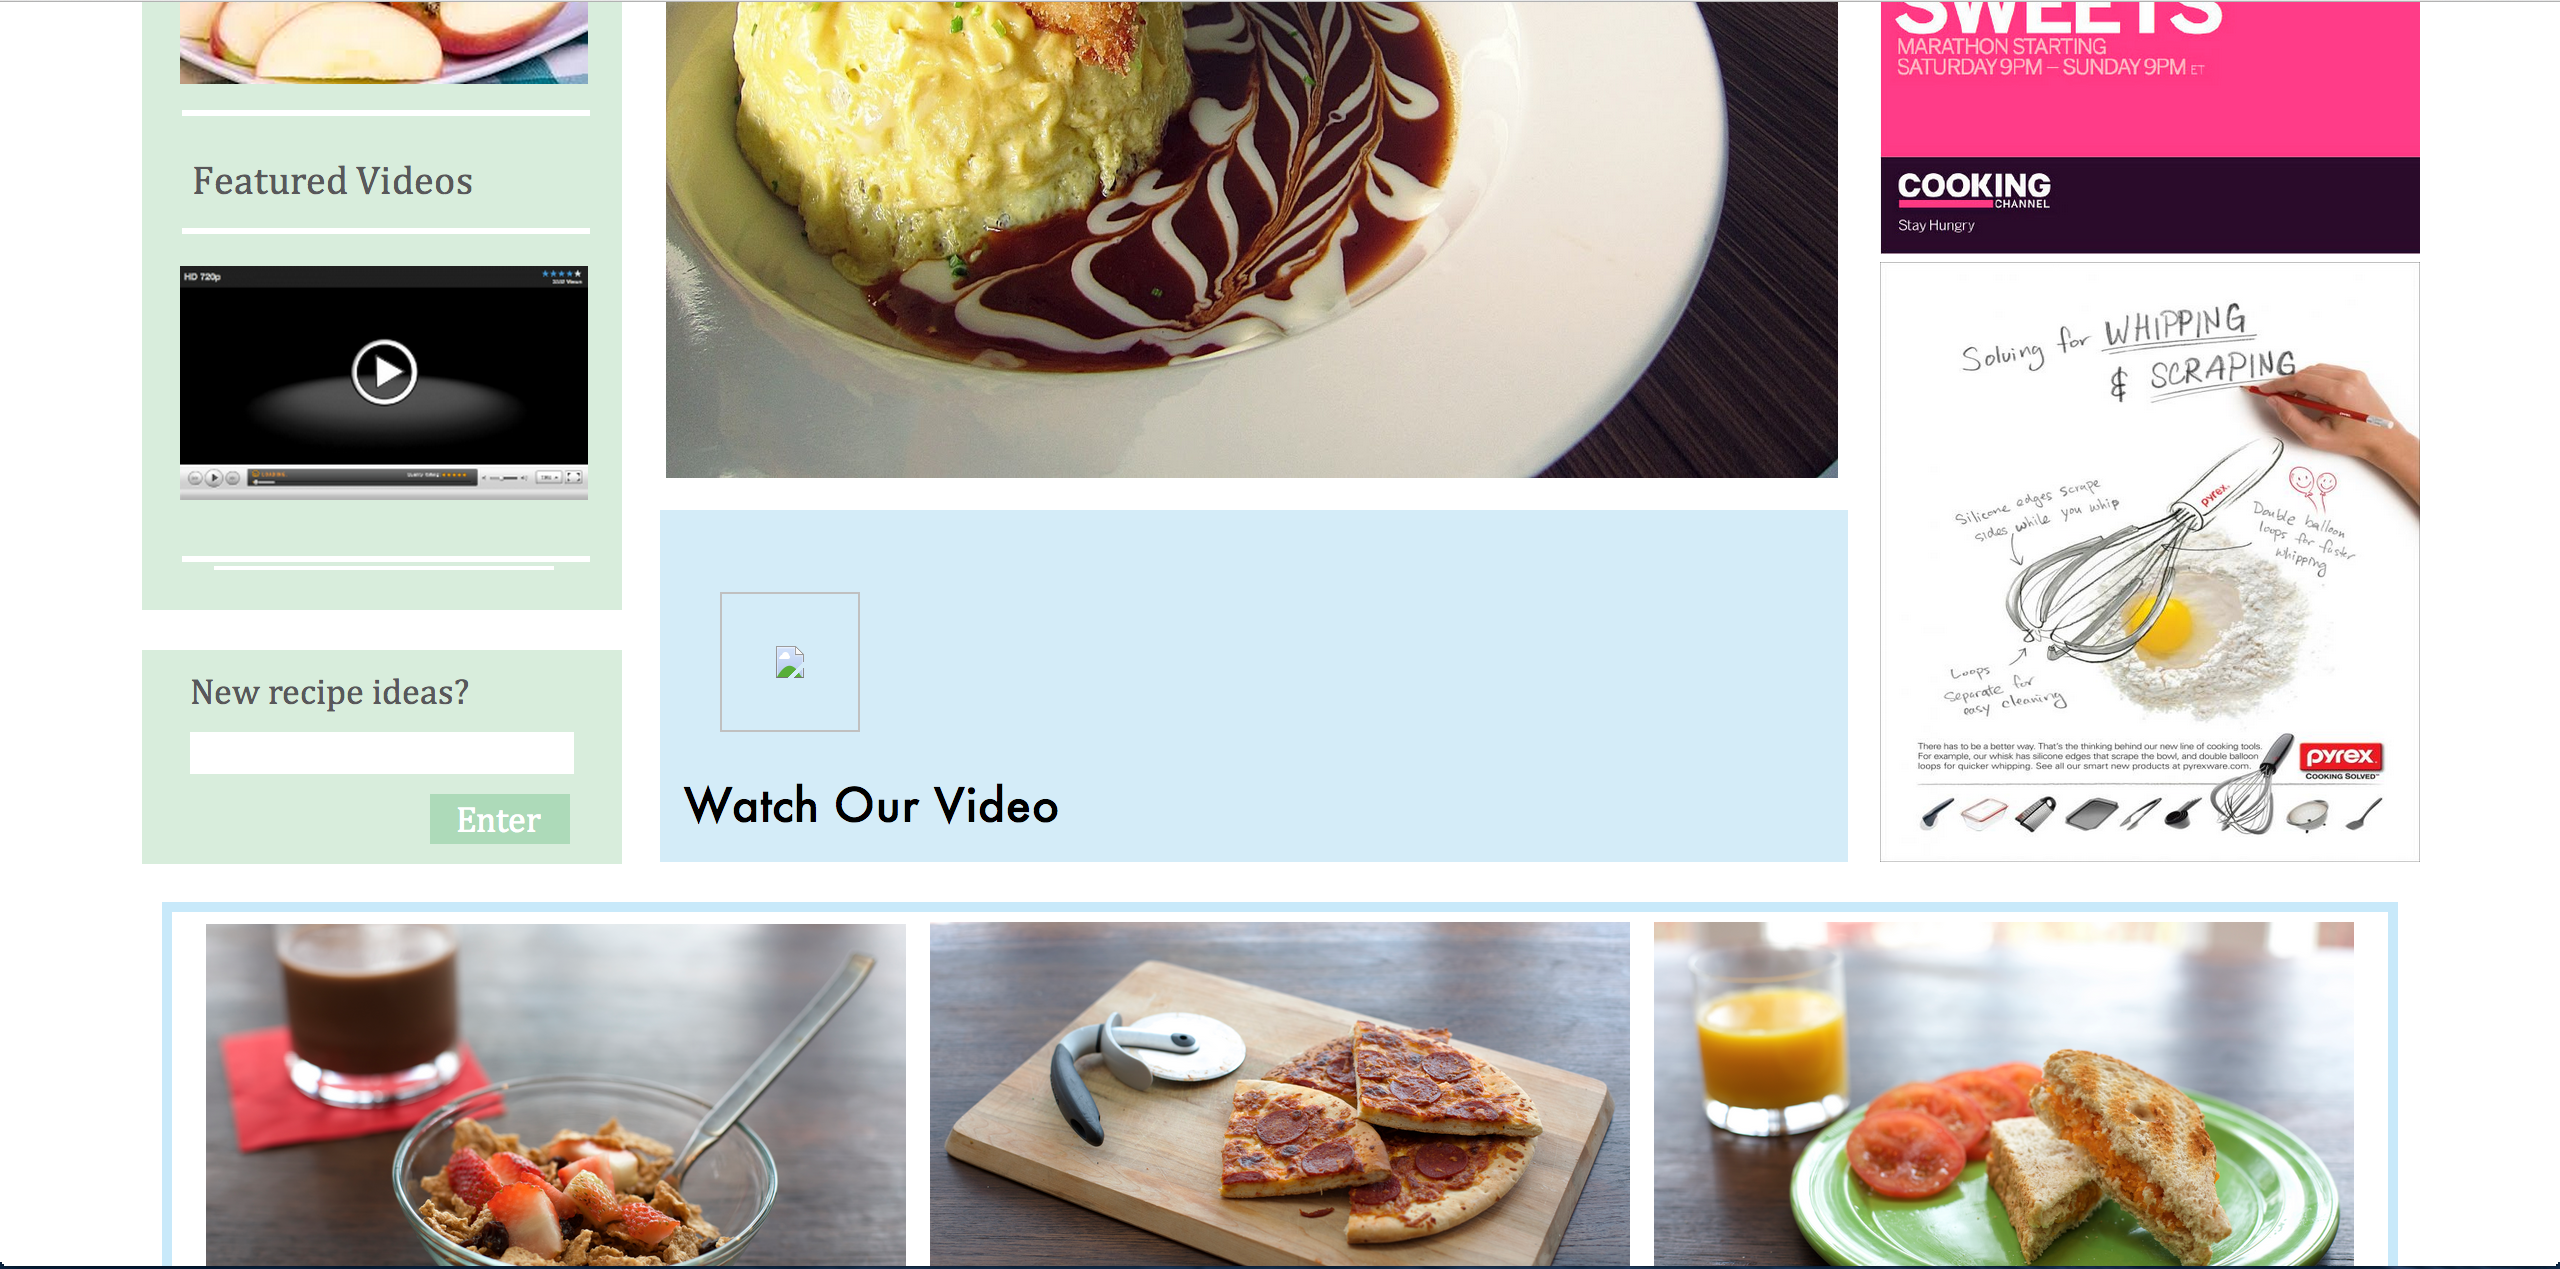 Featured Videos
HD 720p
New recipe ideas?
Enter
Watch Our Video
SWEETS
MARATHON STARTING
SATURDAY 9PM – SUNDAY 9PM ET
COOKING
CHANNEL
Stay Hungry
Solving for WHIPPING
& SCRAPING
pyrex.
Silicone edges scrape
sides while you whip
Double balloon
loops for faster
whipping
Loops
Separate for
easy cleaning
There has to be a better way. That's the thinking behind our new line of cooking tools.
For example, our whisk has silicone edges that scrape the bowl, and double balloon
loops for quicker whipping. See all our smart new products at pyrexware.com.
pyrex
COOKING SOLVED™